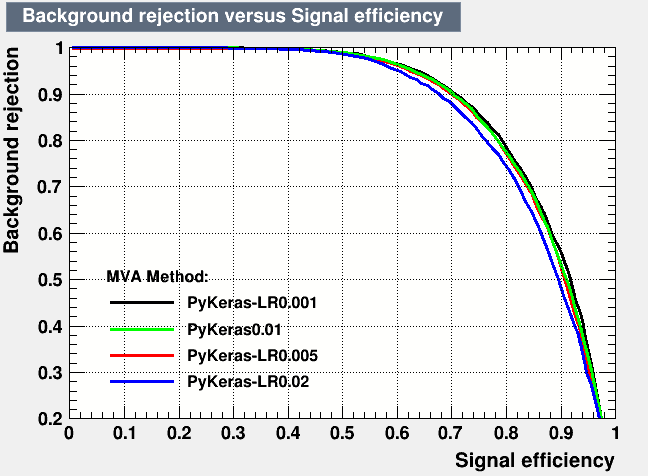 Background rejection versus Signal efficiency
Background rejection
1
0.9
0.8
0.7
0.6
0.5
0.4
0.3
0.2
MVA Method:
PyKeras-LR0.001
PyKeras0.01
PyKeras-LR0.005
PyKeras-LR0.02
0 0.1 0.2 0.3 0.4 0.5 0.6 0.7 0.8 0.9 1
Signal efficiency